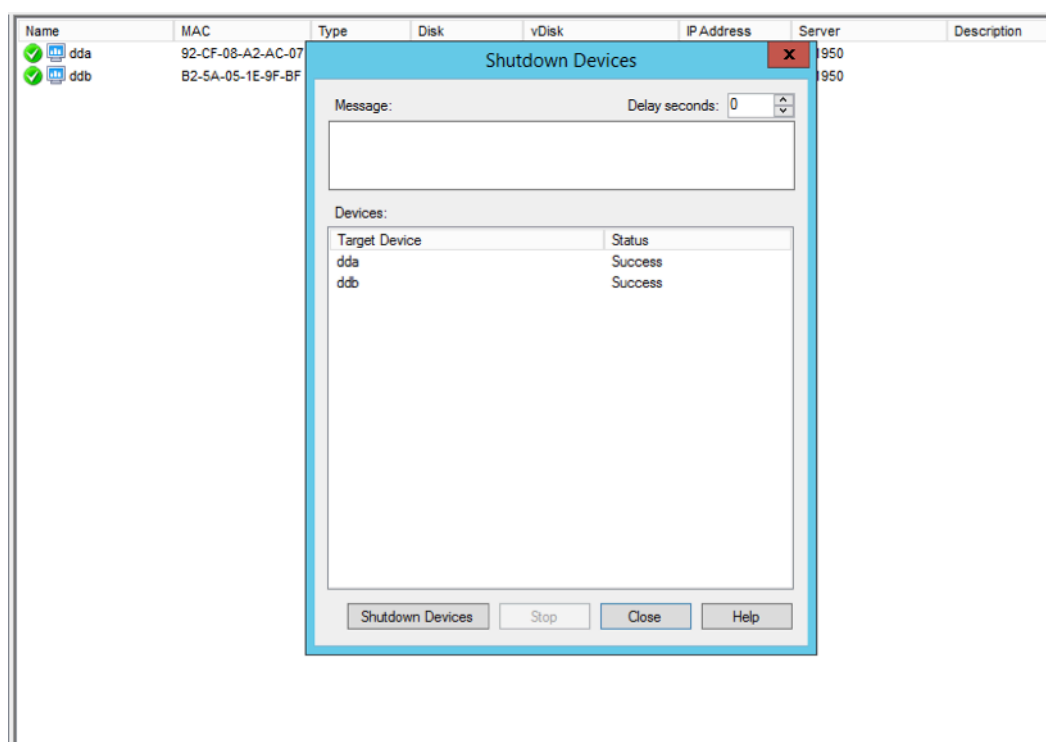 Name MAC Type Disk vDisk IP Address Server Description
dda 92-CF-08-A2-AC-07 1950
ddb B2-5A-05-1E-9F-BF 1950
Shutdown Devices x
Message: Delay seconds: 0
Devices:
Target Device Status
dda Success
ddb Success
Shutdown Devices Stop Close Help